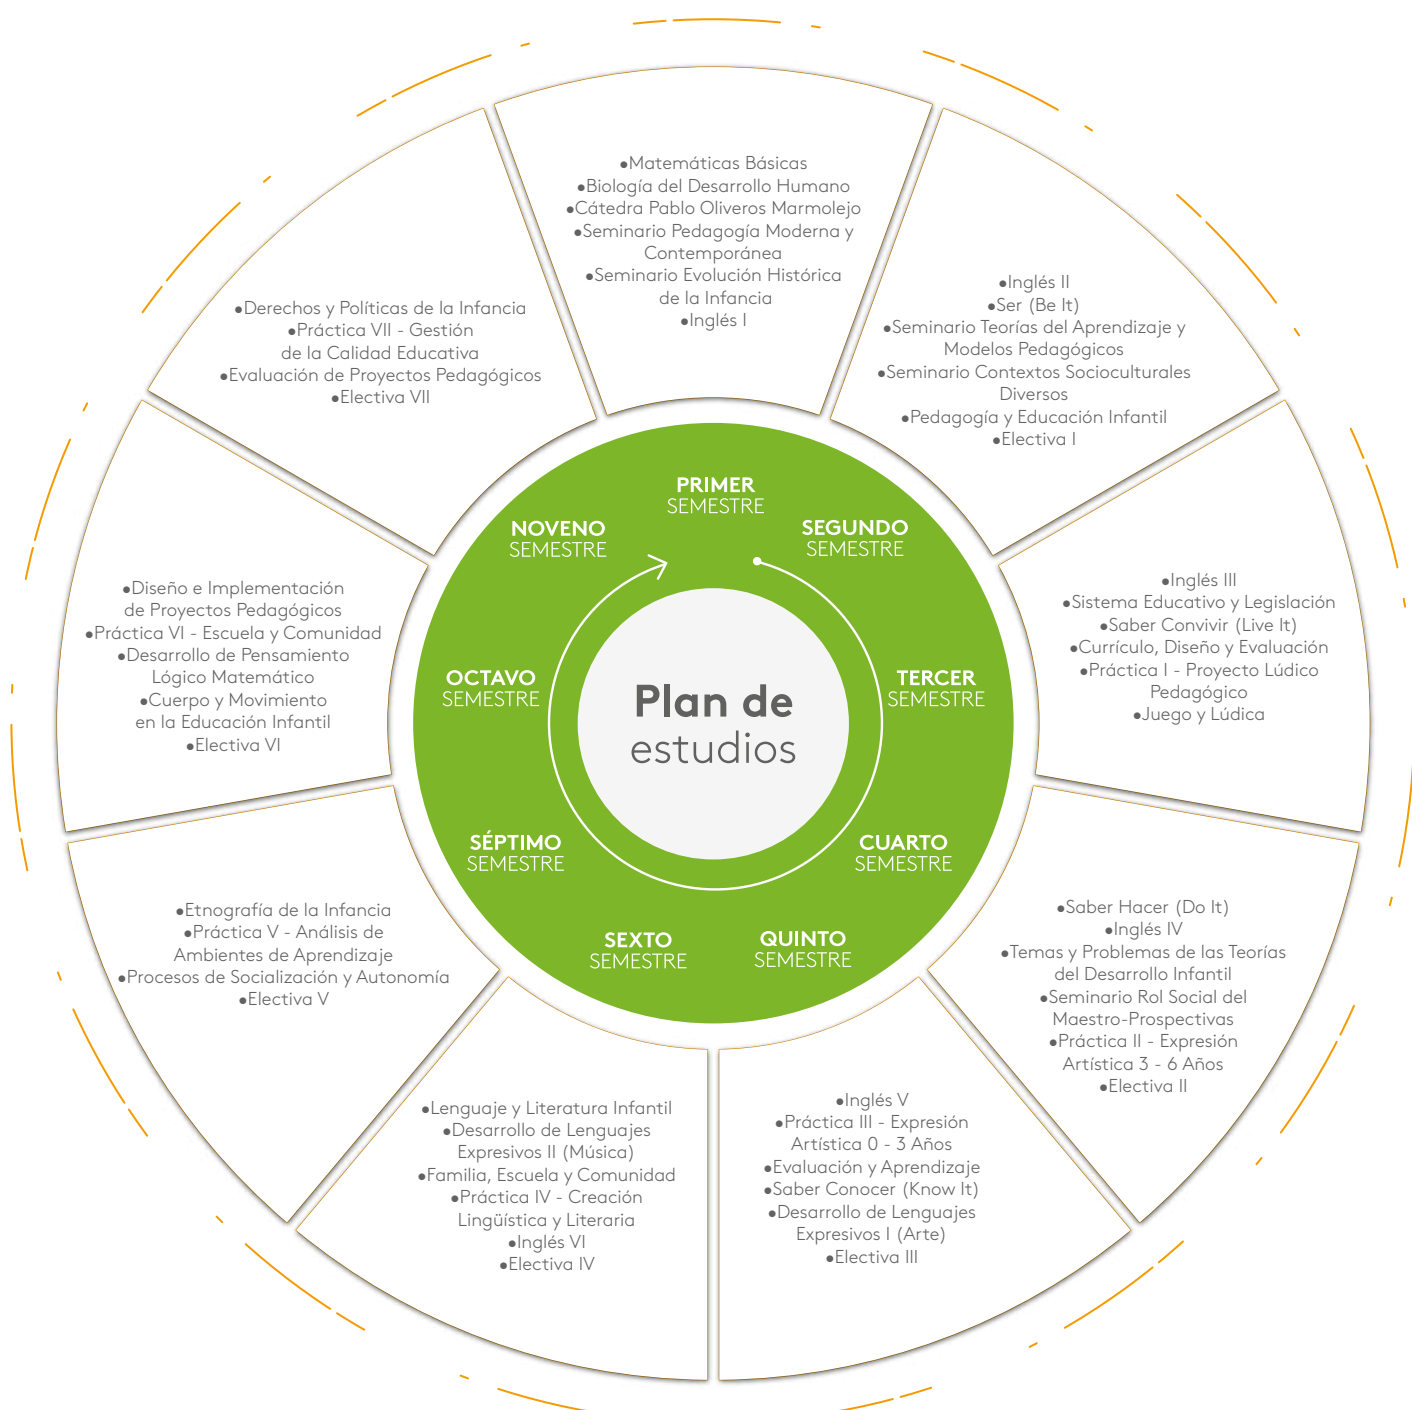 Plan de
estudios
PRIMER
SEMESTRE
•Matemáticas Básicas
•Biología del Desarrollo Humano
•Cátedra Pablo Oliveros Marmolejo
•Seminario Pedagogía Moderna y
Contemporánea
•Seminario Evolución Histórica
de la Infancia
•Inglés I
SEGUNDO
SEMESTRE
•Inglés II
•Ser (Be It)
•Seminario Teorías del Aprendizaje y
Modelos Pedagógicos
•Seminario Contextos Socioculturales
Diversos
•Pedagogía y Educación Infantil
•Electiva I
TERCER
SEMESTRE
•Inglés III
•Sistema Educativo y Legislación
•Saber Convivir (Live It)
•Currículo, Diseño y Evaluación
•Práctica I - Proyecto Lúdico
Pedagógico
•Juego y Lúdica
CUARTO
SEMESTRE
•Saber Hacer (Do It)
•Inglés IV
•Temas y Problemas de las Teorías
del Desarrollo Infantil
•Seminario Rol Social del
Maestro-Prospectivas
•Práctica II - Expresión
Artística 3 - 6 Años
•Electiva II
QUINTO
SEMESTRE
•Inglés V
•Práctica III - Expresión
Artística 0 - 3 Años
•Evaluación y Aprendizaje
•Saber Conocer (Know It)
•Desarrollo de Lenguajes
Expresivos I (Arte)
•Electiva III
SEXTO
SEMESTRE
•Lenguaje y Literatura Infantil
•Desarrollo de Lenguajes
Expresivos II (Música)
•Familia, Escuela y Comunidad
•Práctica IV - Creación
Lingüística y Literaria
•Inglés VI
•Electiva IV
SÉPTIMO
SEMESTRE
•Etnografía de la Infancia
•Práctica V - Análisis de
Ambientes de Aprendizaje
•Procesos de Socialización y Autonomía
•Electiva V
OCTAVO
SEMESTRE
•Diseño e Implementación
de Proyectos Pedagógicos
•Práctica VI - Escuela y Comunidad
•Desarrollo de Pensamiento
Lógico Matemático
•Cuerpo y Movimiento
en la Educación Infantil
•Electiva VI
NOVENO
SEMESTRE
•Derechos y Políticas de la Infancia
•Práctica VII - Gestión
de la Calidad Educativa
•Evaluación de Proyectos Pedagógicos
•Electiva VII